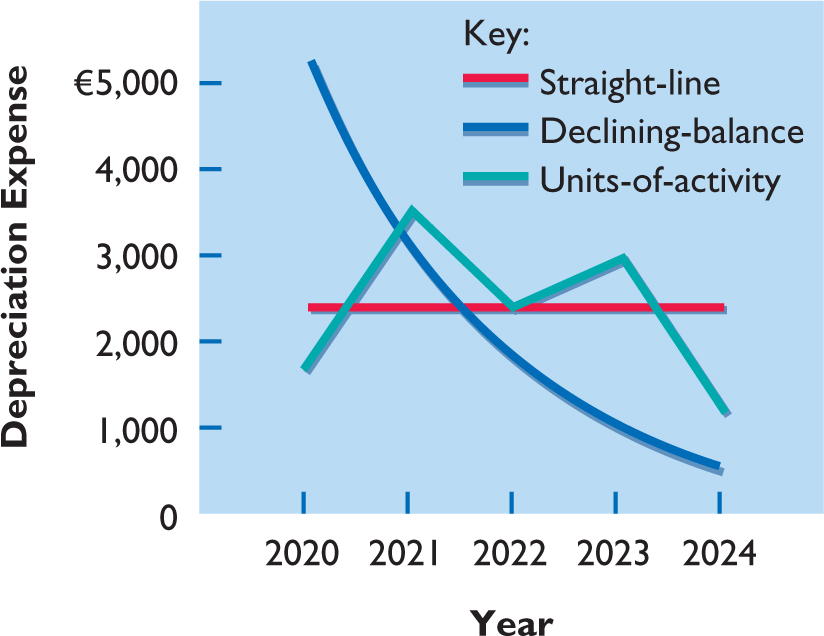 Key:
Straight-line
Declining-balance
Units-of-activity
Depreciation Expense
€5,000
4,000
3,000
2,000
1,000
0
2020 2021 2022 2023 2024
Year